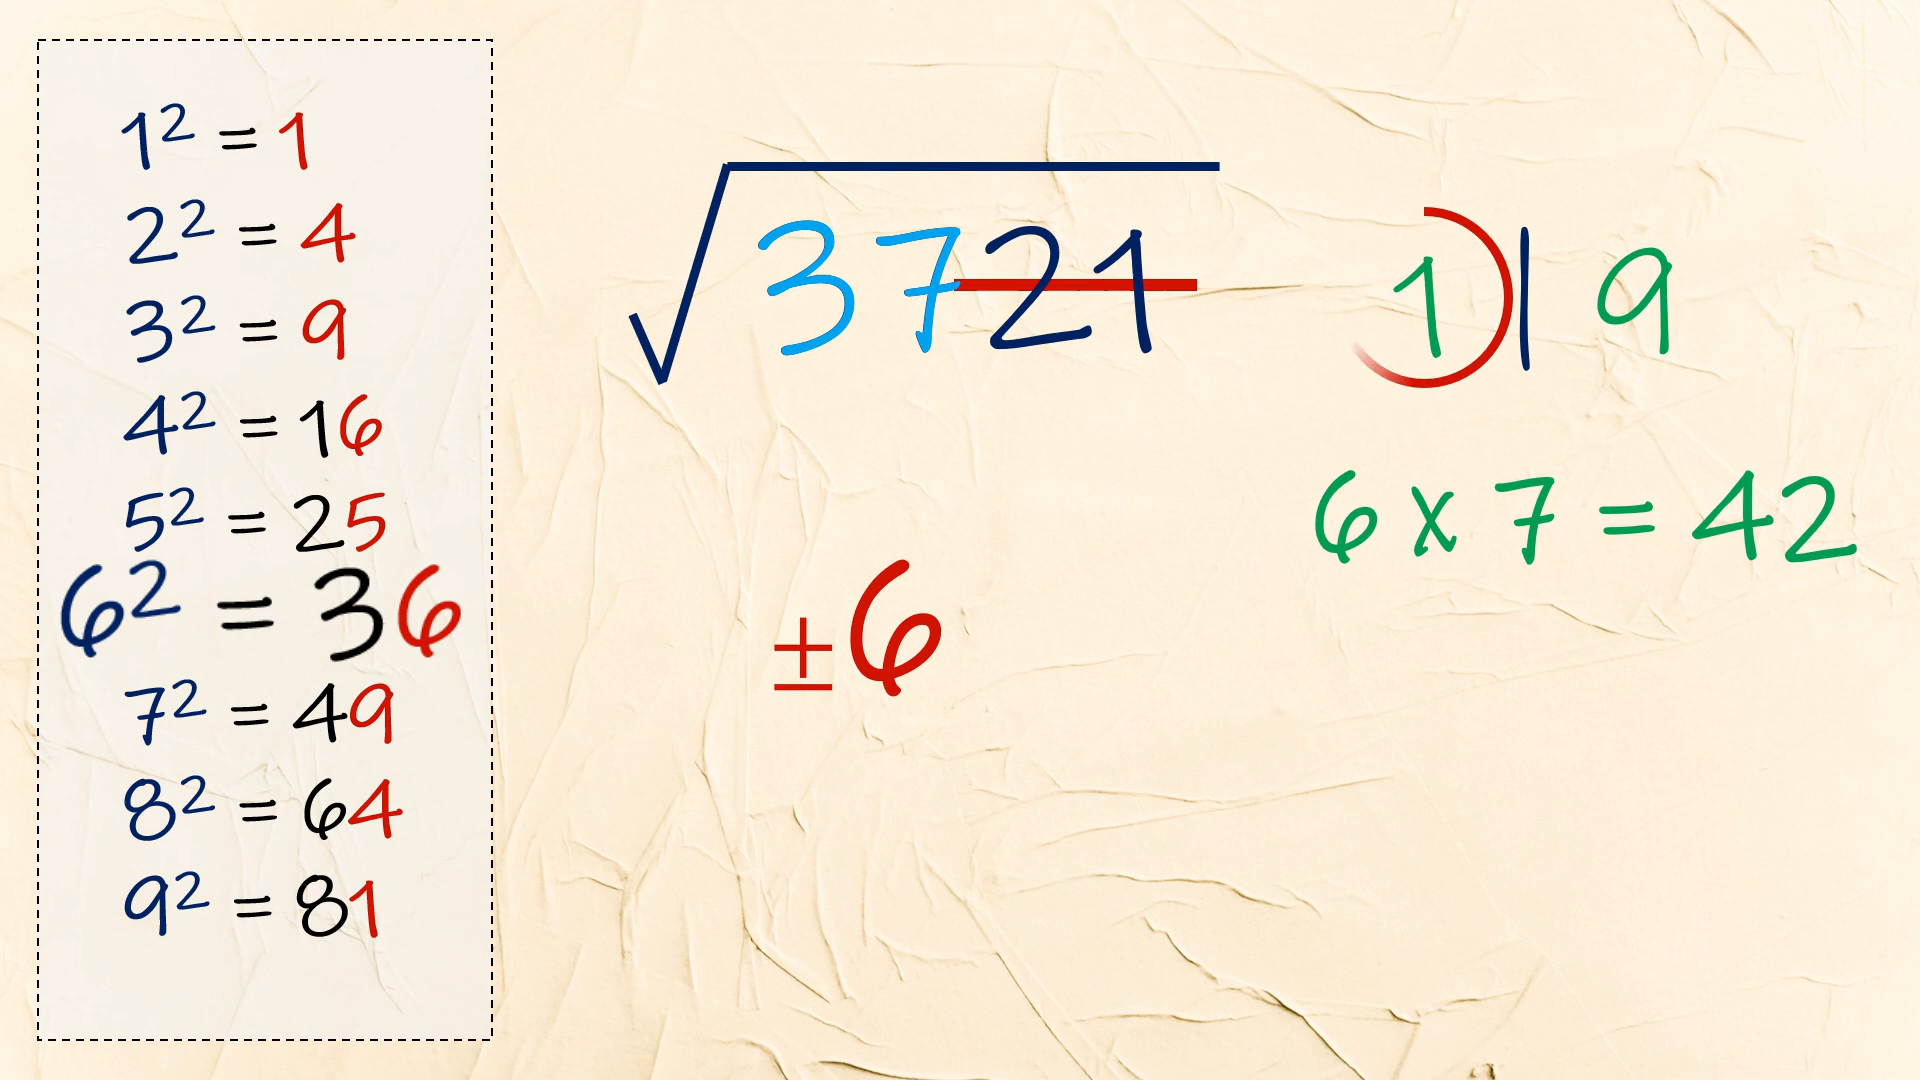 1² = 1
2² = 4
3² = 9
4² = 16
5² = 25
6² = 36
7² = 49
8² = 64
9² = 81
√3721
1 | 9
6 x 7 = 42
±6